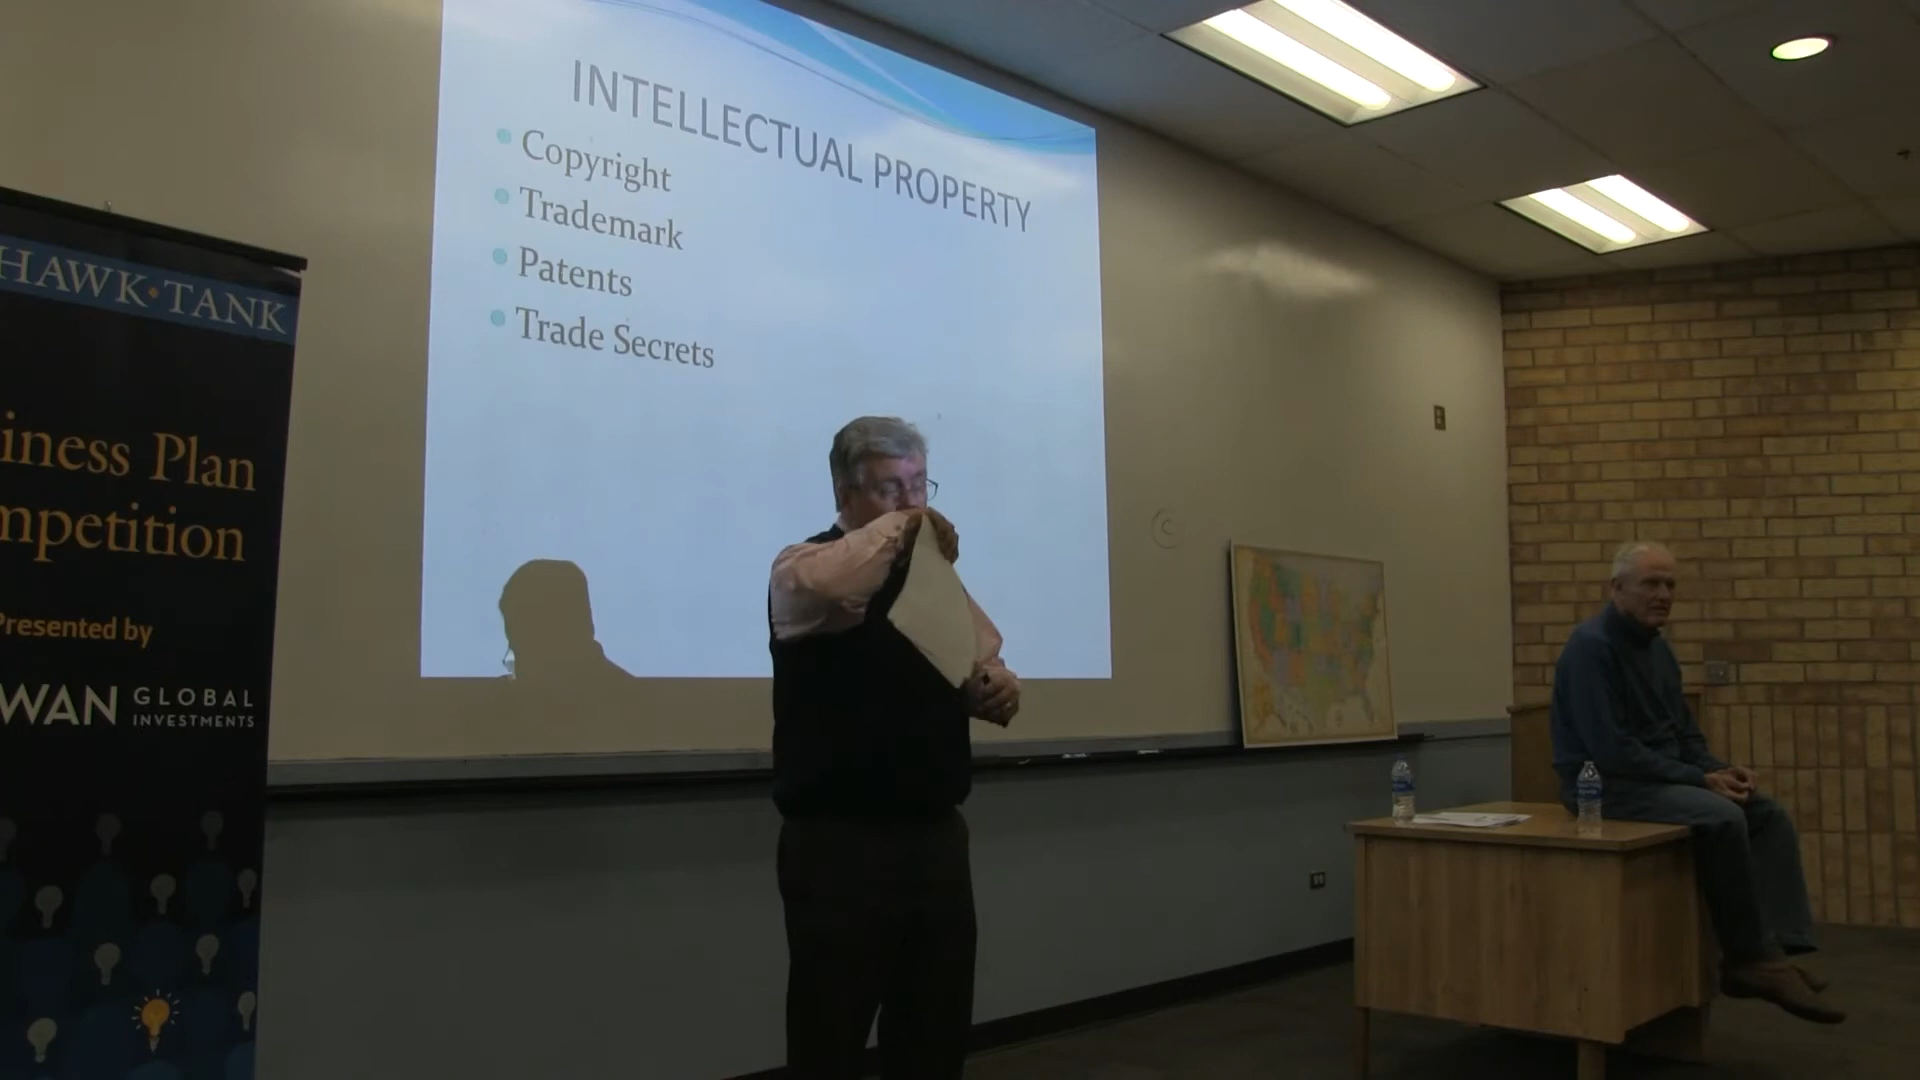 HAWK•TANK
iness Plan
mpetition
Presented by
WAN GLOBAL
INVESTMENTS
INTELLECTUAL PROPERTY
• Copyright
• Trademark
• Patents
• Trade Secrets